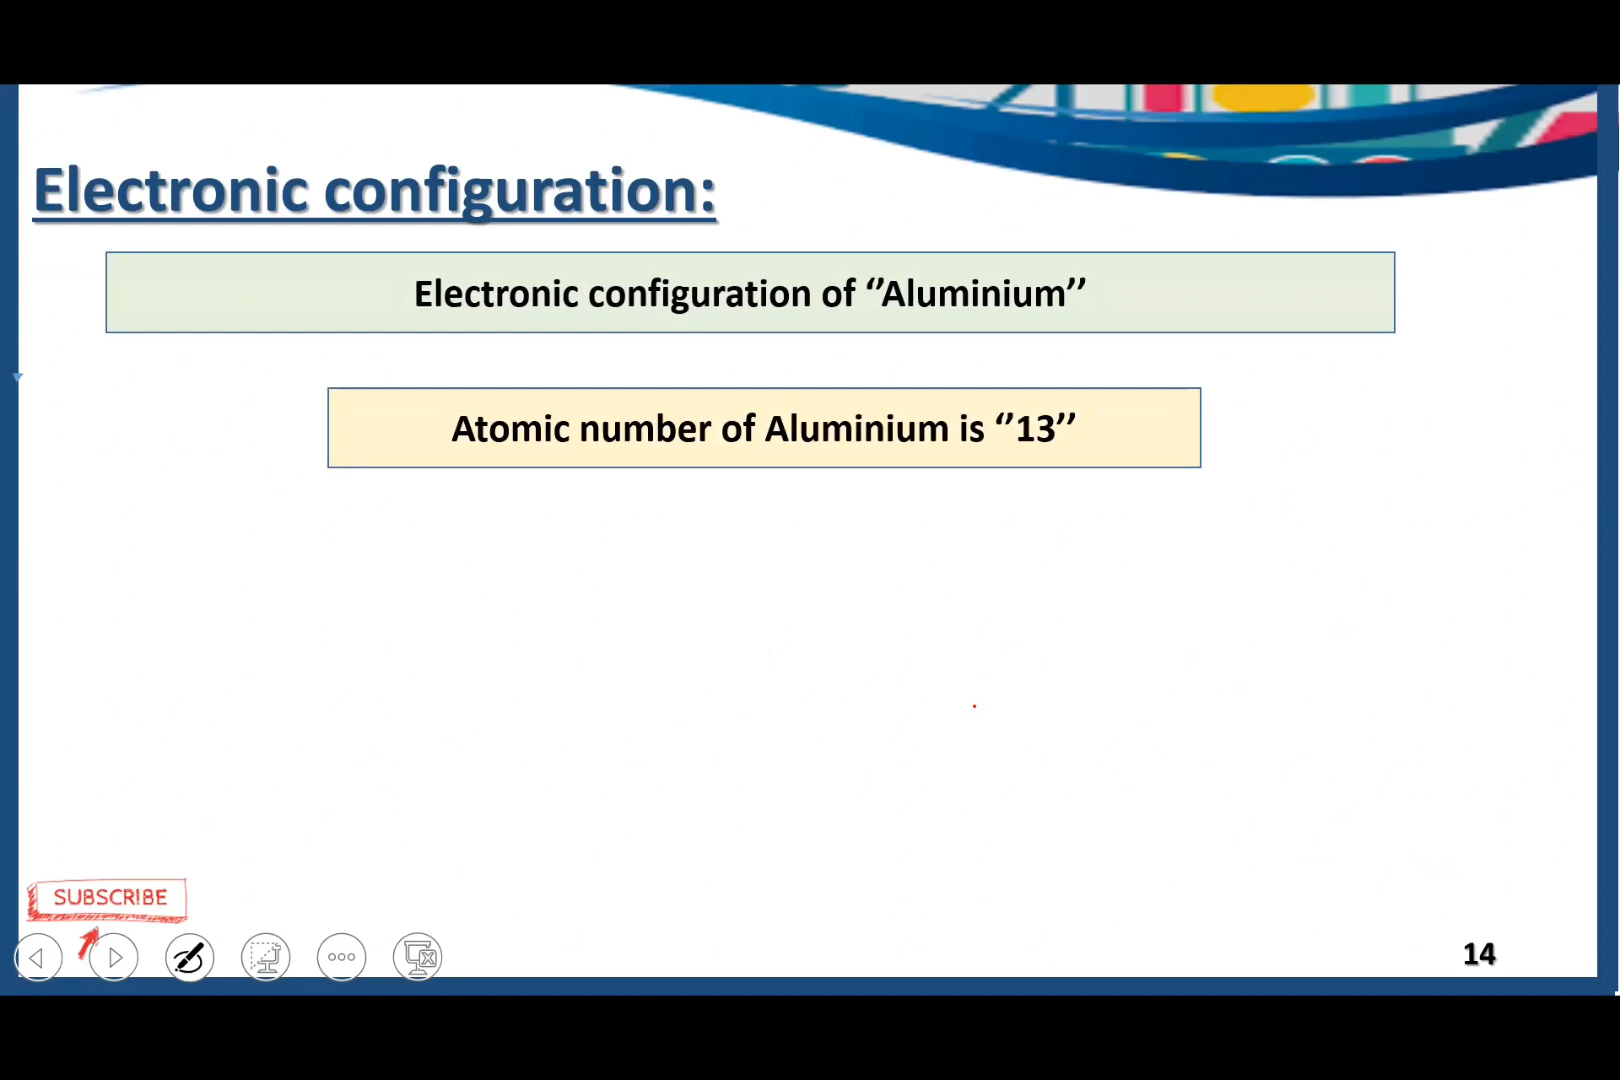 Electronic configuration:
Electronic configuration of ‘’Aluminium’’
Atomic number of Aluminium is ‘’13’’
SUBSCRIBE
14